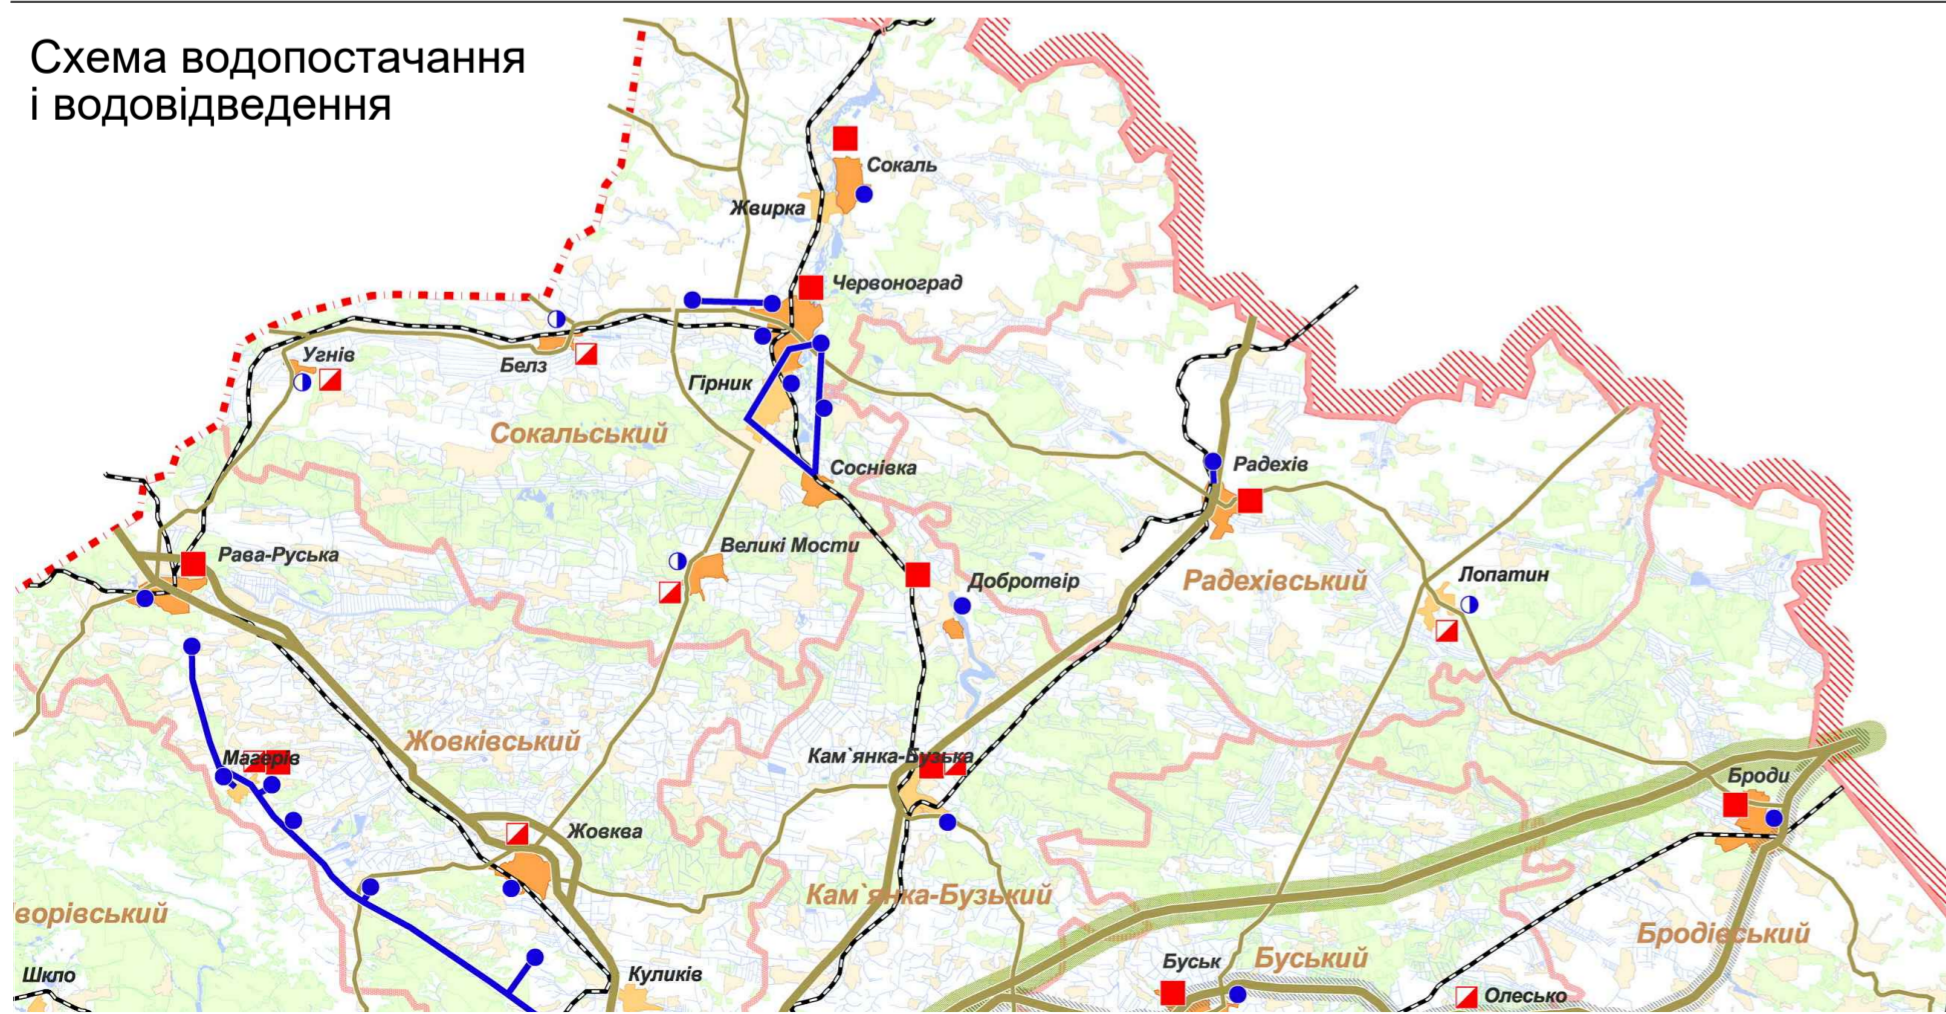 Схема водопостачання
і водовідведення
Сокаль
Жвирка
Червоноград
Угнів
Белз
Гірник
Сокальський
Соснівка
Радехів
Рава-Руська
Великі Мости
Добротвір
Радехівський
Лопатин
Жовківський
Магерів
Кам`янка-Бузька
Броди
Жовква
Кам`янка-Бузький
ворівський
Бродівський
Буськ
Буський
Шкло
Куликів
Олесько